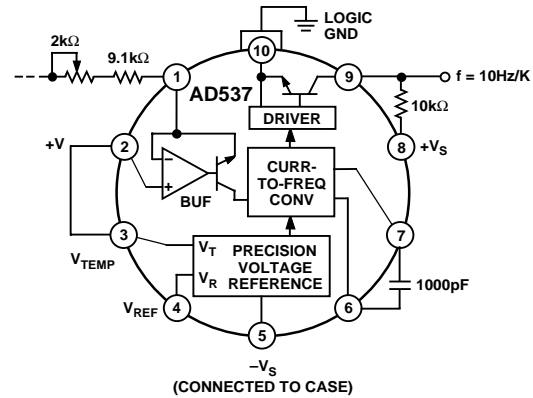 LOGIC
GND
2kΩ
9.1kΩ
10
1
AD537
9
f = 10Hz/K
DRIVER
10kΩ
+V
2
8
+VS
−
+
BUF
CURR-
TO-FREQ
CONV
3
VTEMP
VT
VR
PRECISION
VOLTAGE
REFERENCE
7
1000pF
VREF
4
6
5
−VS
(CONNECTED TO CASE)